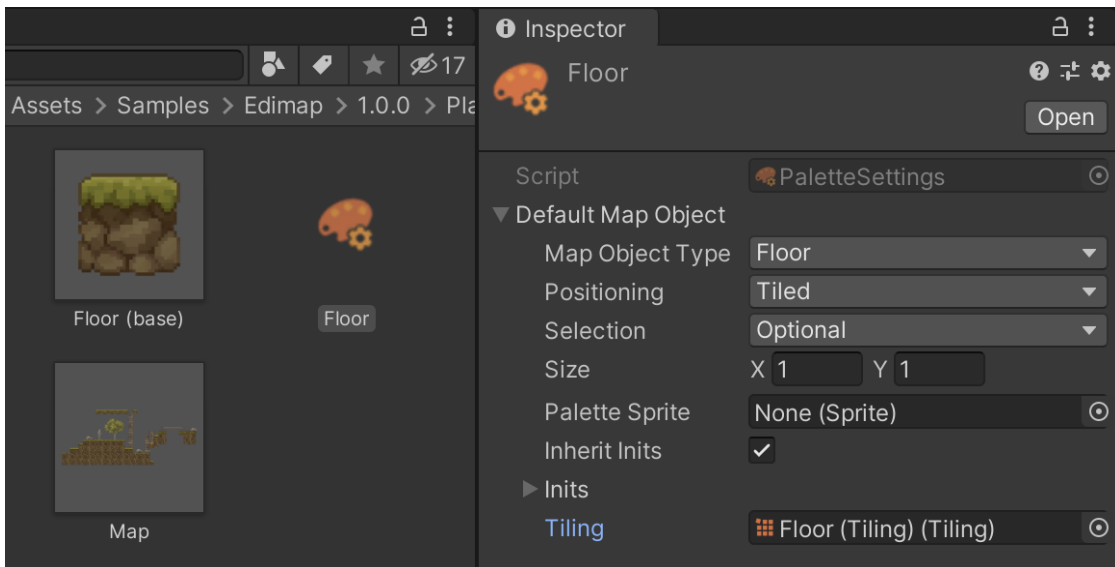 17
Assets > Samples > Edimap > 1.0.0 > Pla
Floor (base)
Floor
Map
Inspector
Floor
Open
Script PaletteSettings
Default Map Object
Map Object Type Floor
Positioning Tiled
Selection Optional
Size X 1 Y 1
Palette Sprite None (Sprite)
Inherit Inits
Inits
Tiling Floor (Tiling) (Tiling)